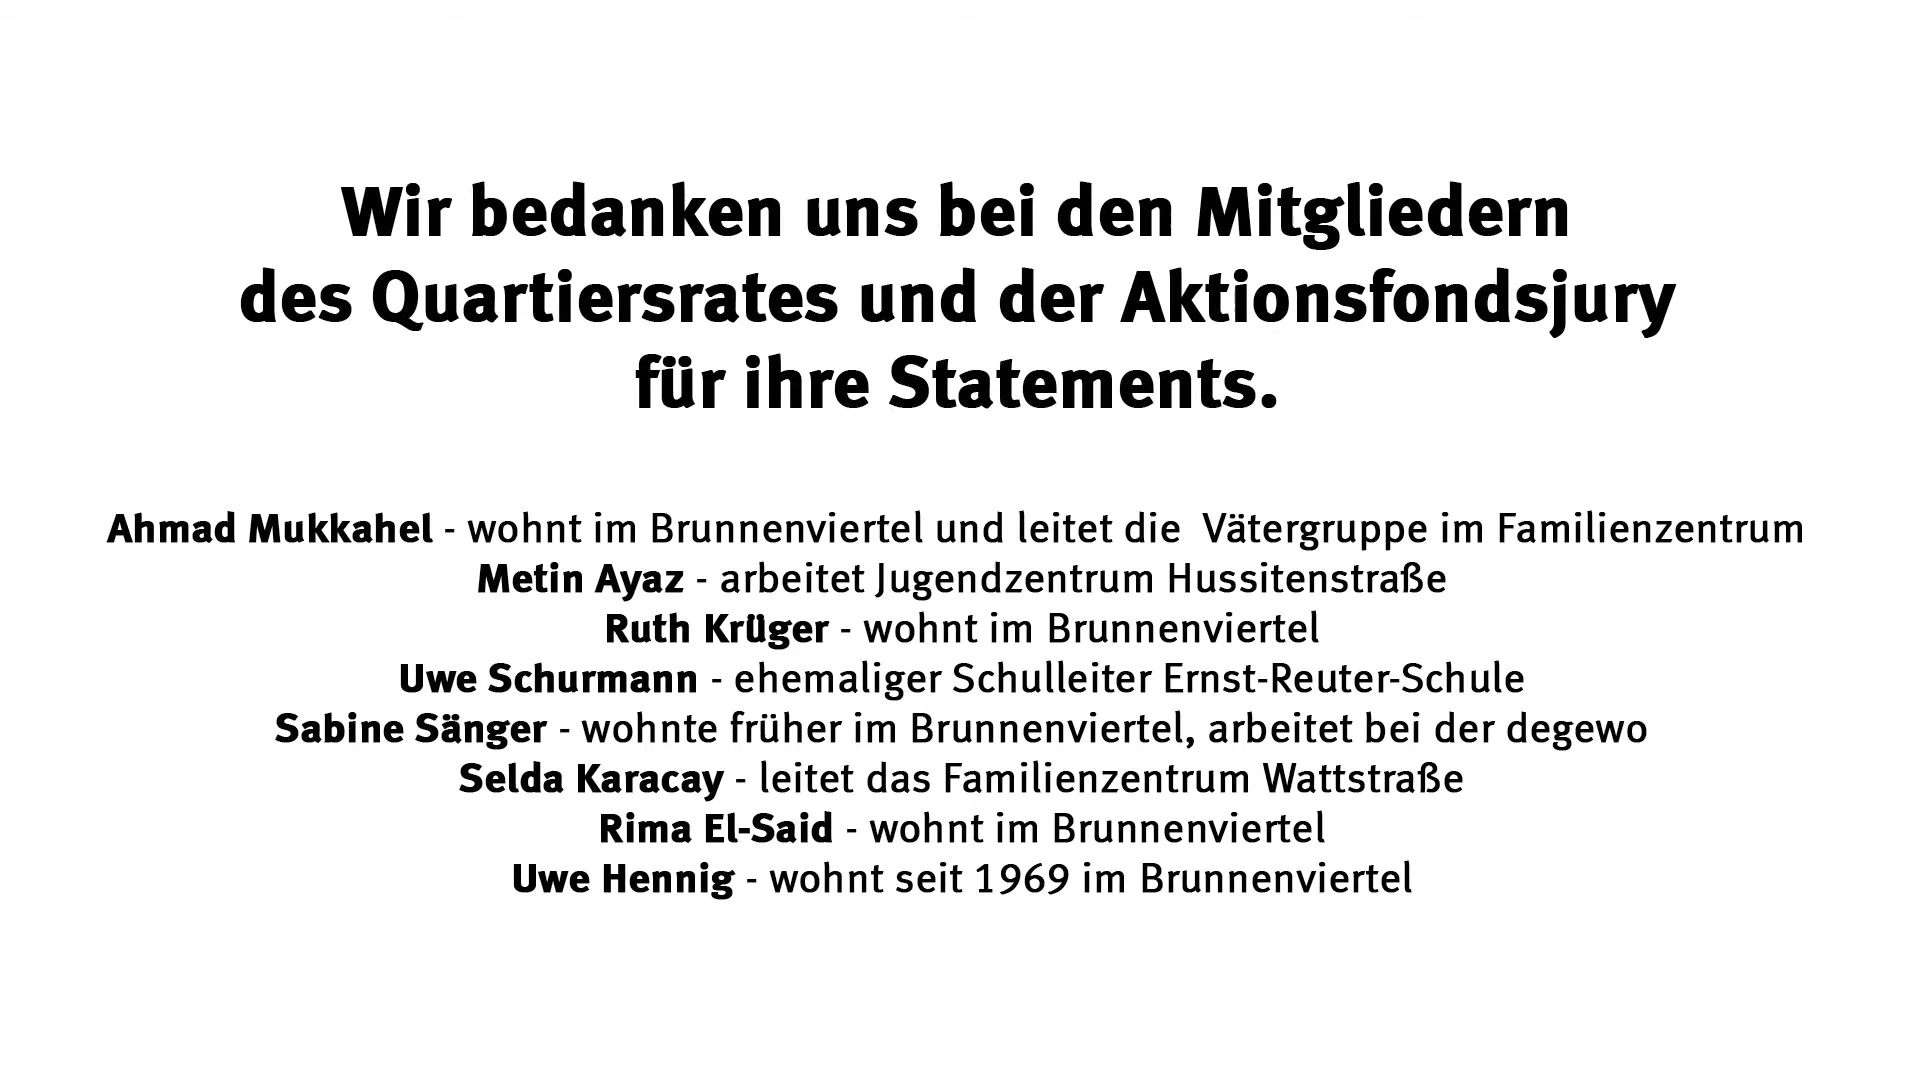 Wir bedanken uns bei den Mitgliedern
des Quartiersrates und der Aktionsfondsjury
für ihre Statements.
Ahmad Mukkahel - wohnt im Brunnenviertel und leitet die  Vätergruppe im Familienzentrum
Metin Ayaz - arbeitet Jugendzentrum Hussitenstraße
Ruth Krüger - wohnt im Brunnenviertel
Uwe Schurmann - ehemaliger Schulleiter Ernst-Reuter-Schule
Sabine Sänger - wohnte früher im Brunnenviertel, arbeitet bei der degewo
Selda Karacay - leitet das Familienzentrum Wattstraße
Rima El-Said - wohnt im Brunnenviertel
Uwe Hennig - wohnt seit 1969 im Brunnenviertel